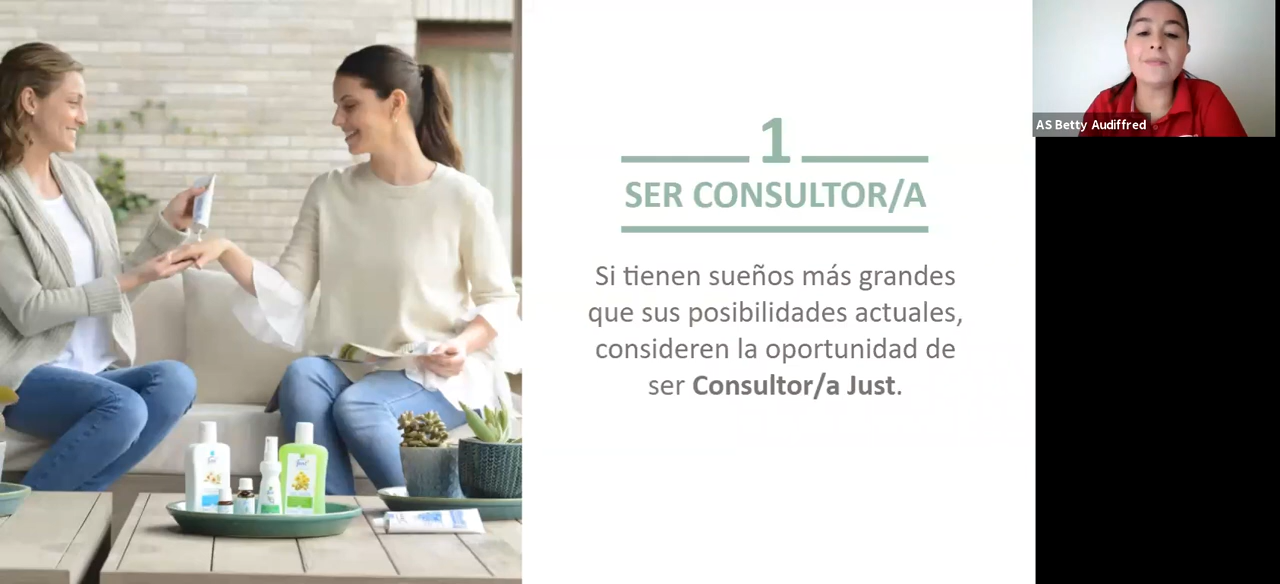 1
SER CONSULTOR/A
Si tienen sueños más grandes
que sus posibilidades actuales,
consideren la oportunidad de
ser Consultor/a Just.
AS Betty Audiffred